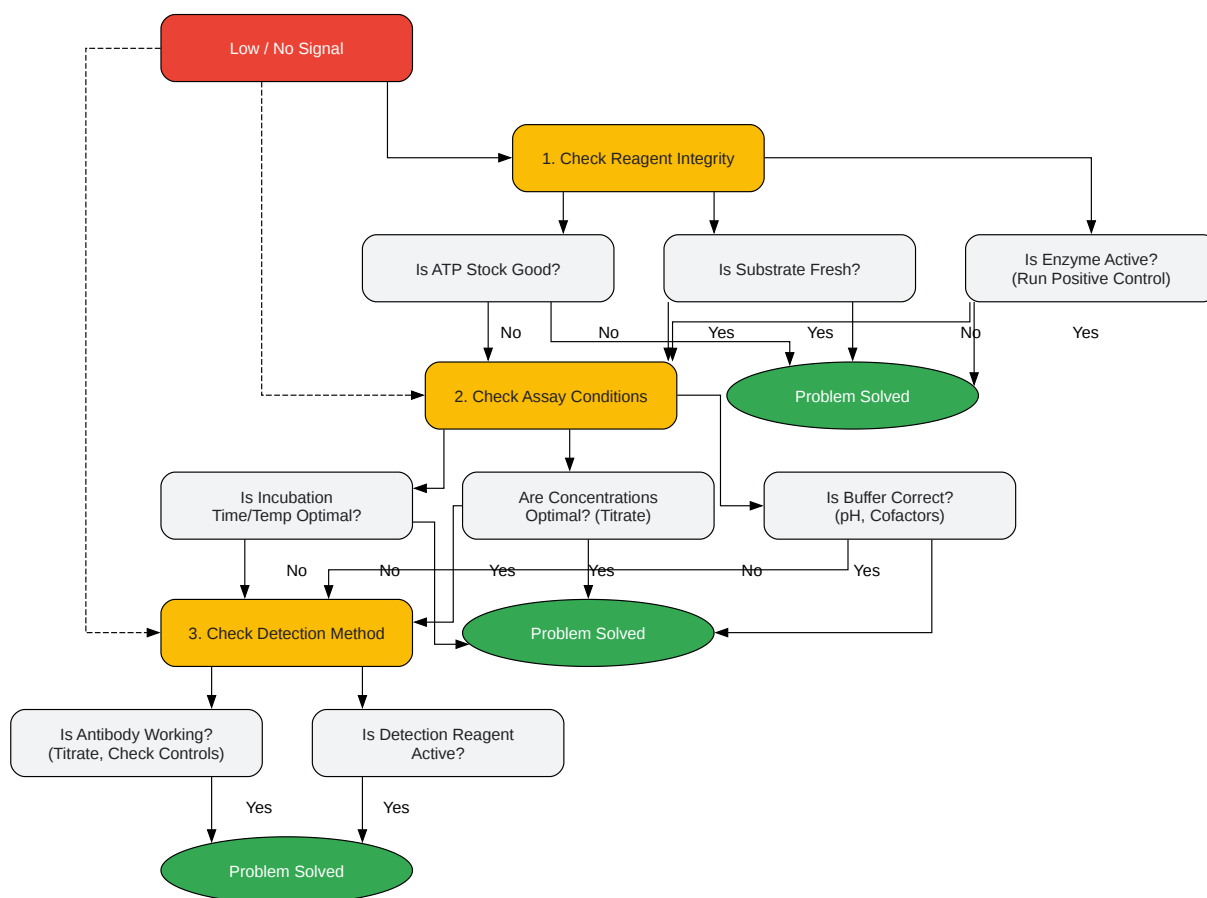 Low / No Signal
1. Check Reagent Integrity
Is ATP Stock Good?
Is Substrate Fresh?
Is Enzyme Active?
(Run Positive Control)
No
No
Yes
Yes
No
Yes
2. Check Assay Conditions
Problem Solved
Is Incubation
Time/Temp Optimal?
Are Concentrations
Optimal? (Titrate)
Is Buffer Correct?
(pH, Cofactors)
No
No
Yes
Yes
No
Yes
3. Check Detection Method
Problem Solved
Is Antibody Working?
(Titrate, Check Controls)
Is Detection Reagent
Active?
Yes
Yes
Problem Solved